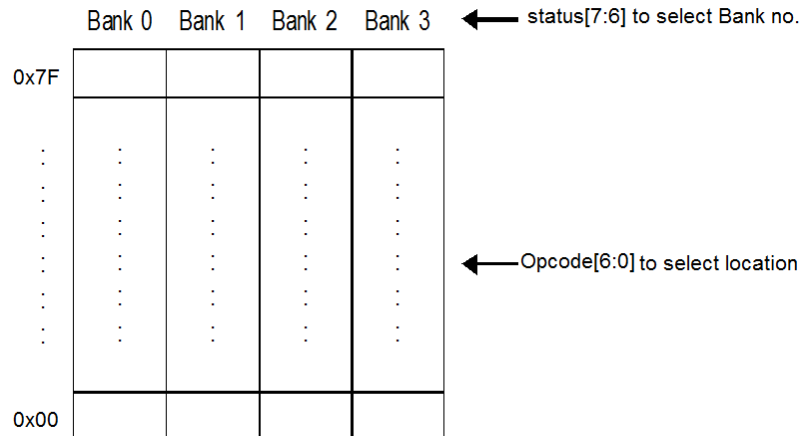 Bank 0 Bank 1 Bank 2 Bank 3 status[7:6] to select Bank no.
0x7F
Opcode[6:0] to select location
0x00